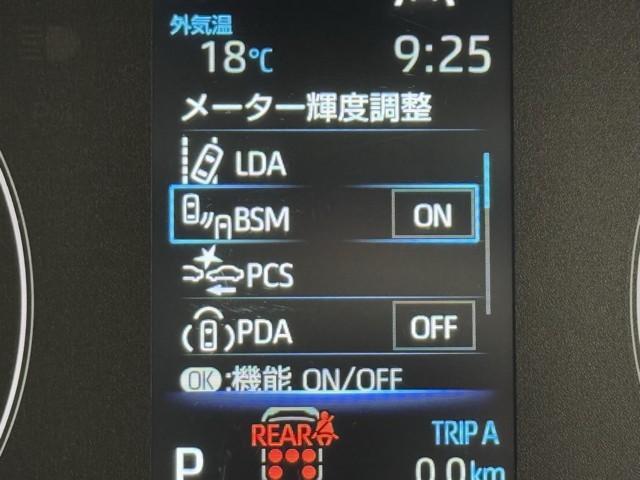 外気温
18℃ 9:25
メーター輝度調整
LDA
BSM ON
PCS
PDA OFF
OK:機能 ON/OFF
REAR TRIP A
P 0.0km